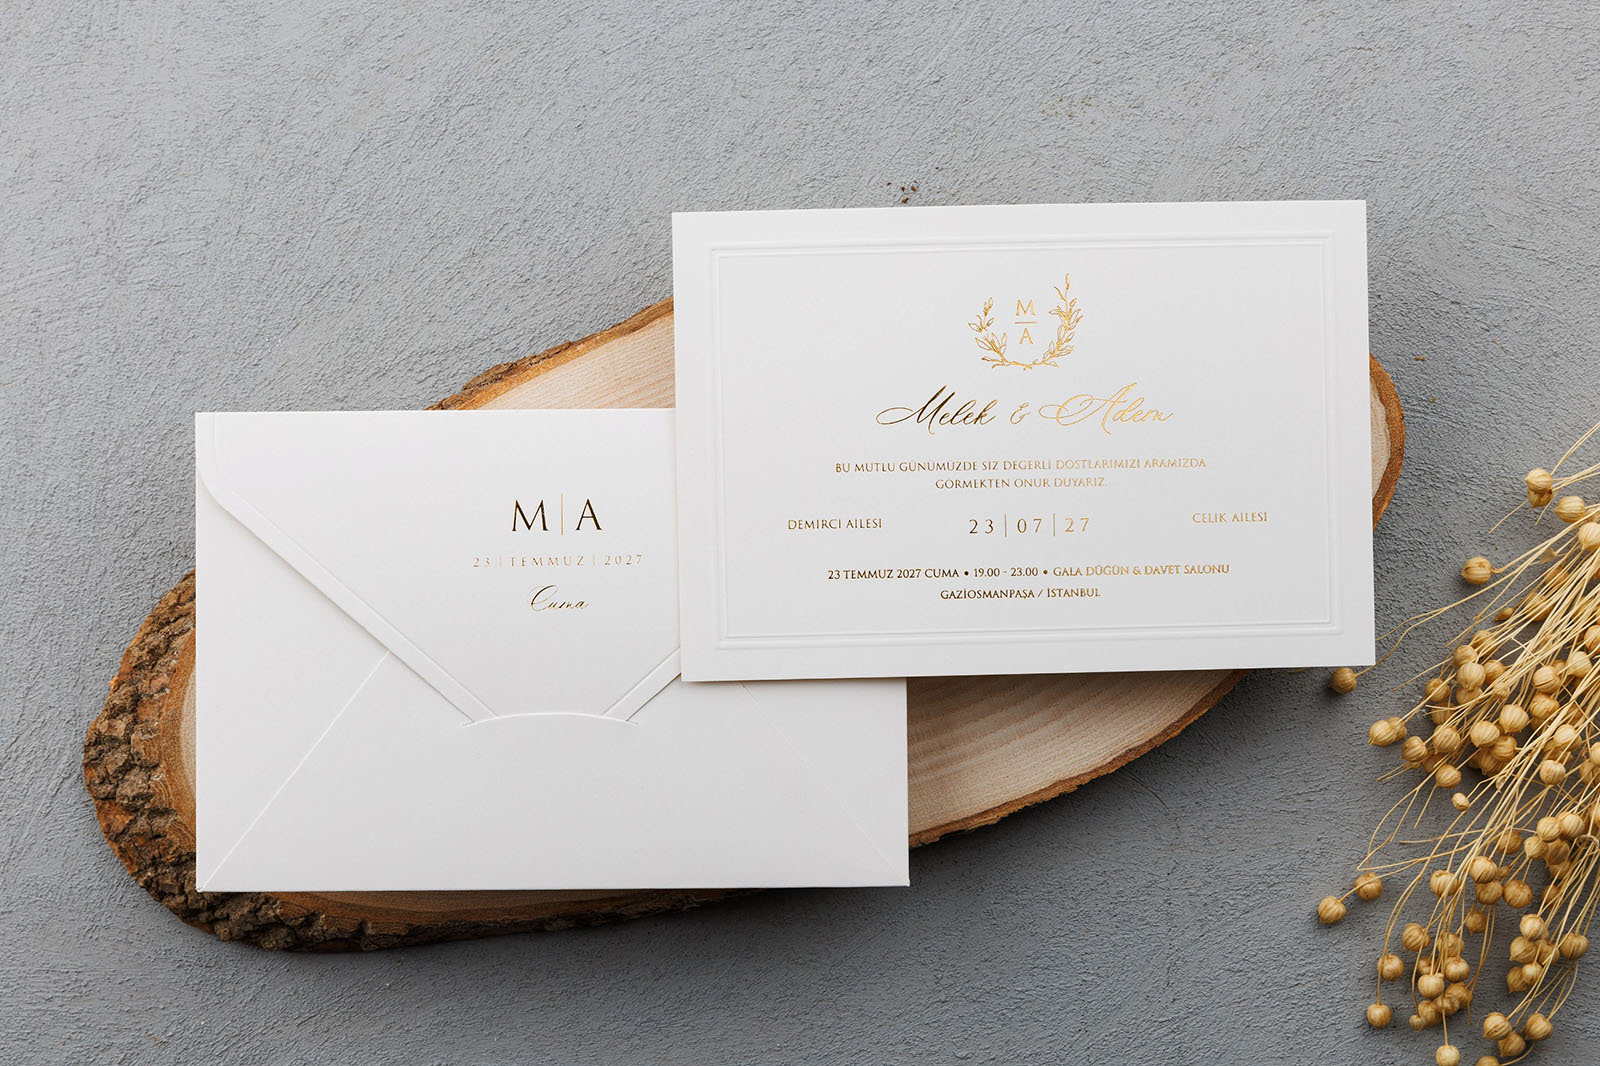 M | A
23 | TEMMUZ | 2027
Cuma
M
A
Melek & Adem
BU MUTLU GÜNÜMÜZDE SİZ DEGERLİ DOSTLARIMIZI ARAMIZDA
GÖRMEKTEN ONUR DUYARIZ.
DEMİRCİ AİLESİ
23 | 07 | 27
CELIK AİLESİ
23 TEMMUZ 2027 CUMA • 19.00 - 23.00 • GALA DÜĞÜN & DAVET SALONU
GAZİOSMANPAŞA / İSTANBUL